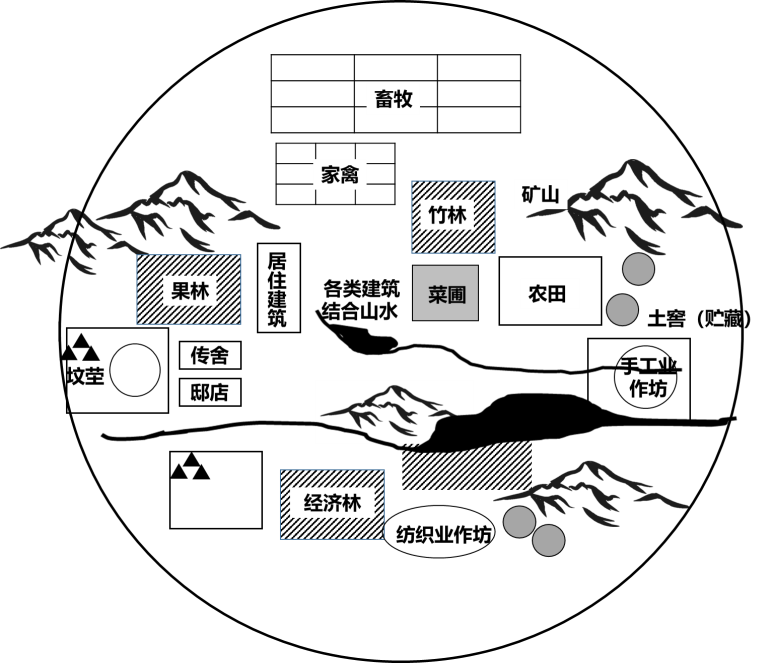 畜牧
家禽
竹林
矿山
果林
居住建筑
各类建筑
结合山水
菜圃
农田
土窖（贮藏）
坟茔
传舍
邸店
手工业
作坊
经济林
纺织业作坊